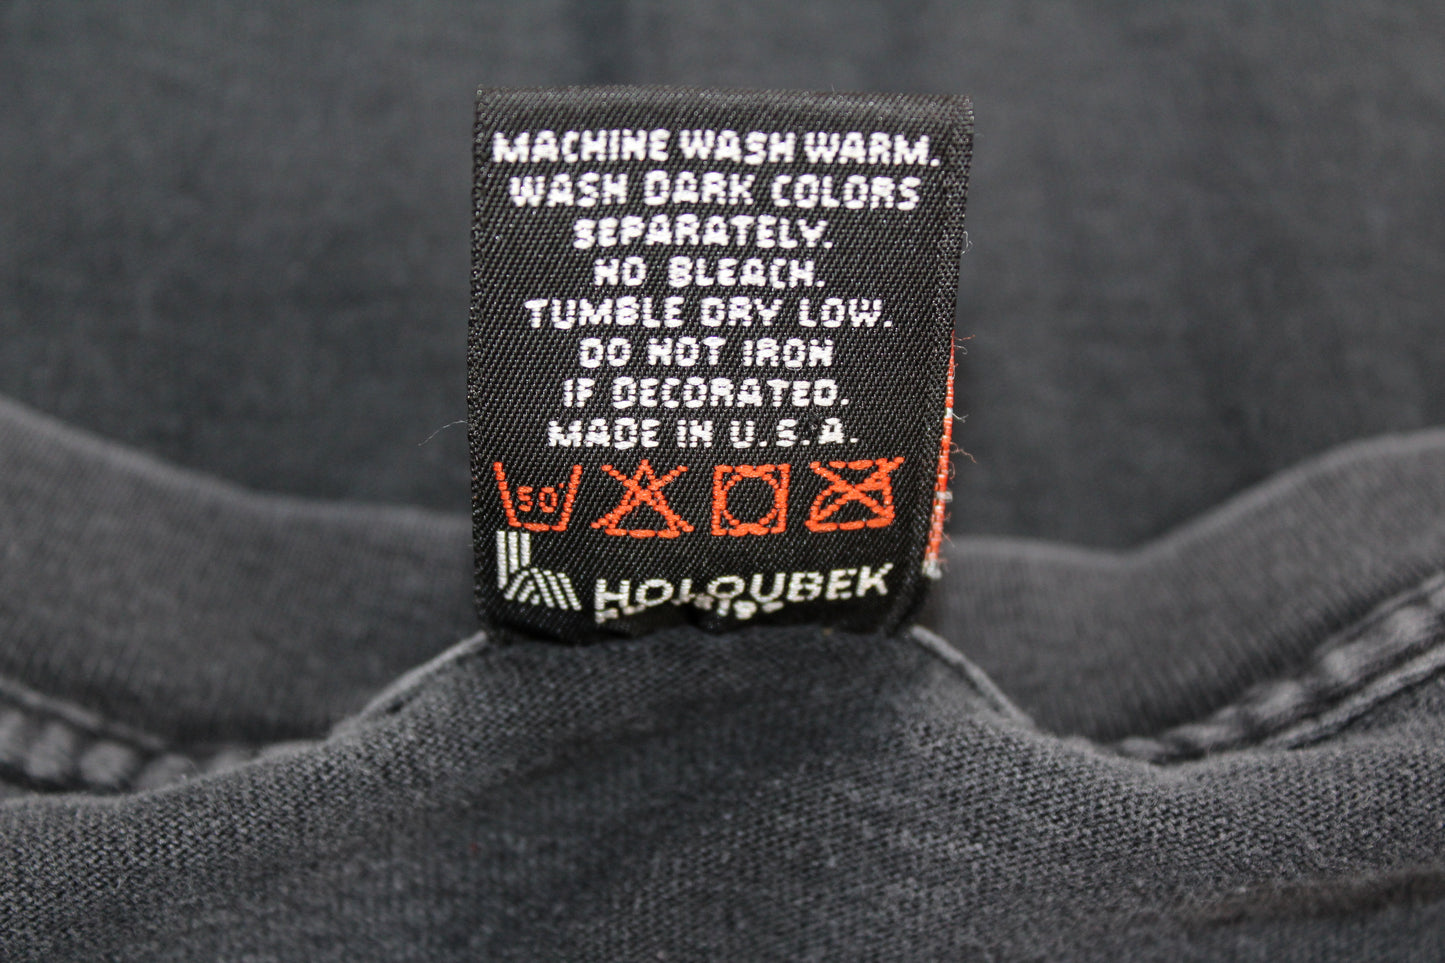 MACHINE WASH WARM.
WASH DARK COLORS
SEPARATELY.
NO BLEACH.
TUMBLE DRY LOW.
DO NOT IRON
IF DECORATED.
MADE IN U.S.A.
50°
HOLOUBEK